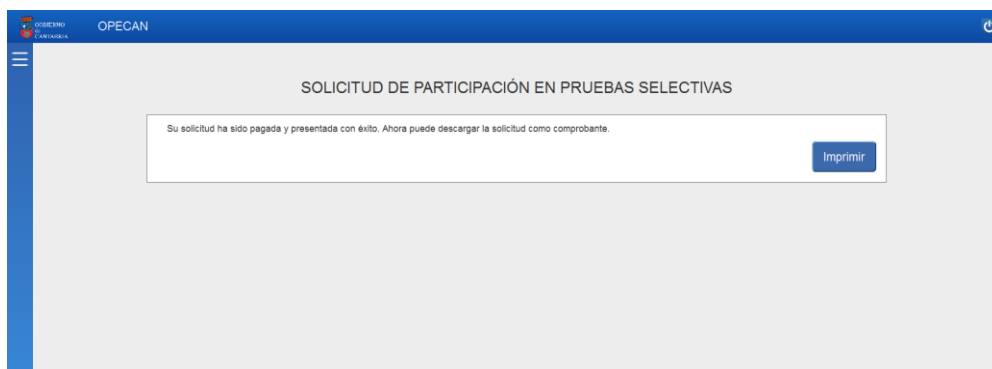 GOBIERNO
de
CANTABRIA
OPECAN
SOLICITUD DE PARTICIPACIÓN EN PRUEBAS SELECTIVAS
Su solicitud ha sido pagada y presentada con éxito. Ahora puede descargar la solicitud como comprobante.
Imprimir